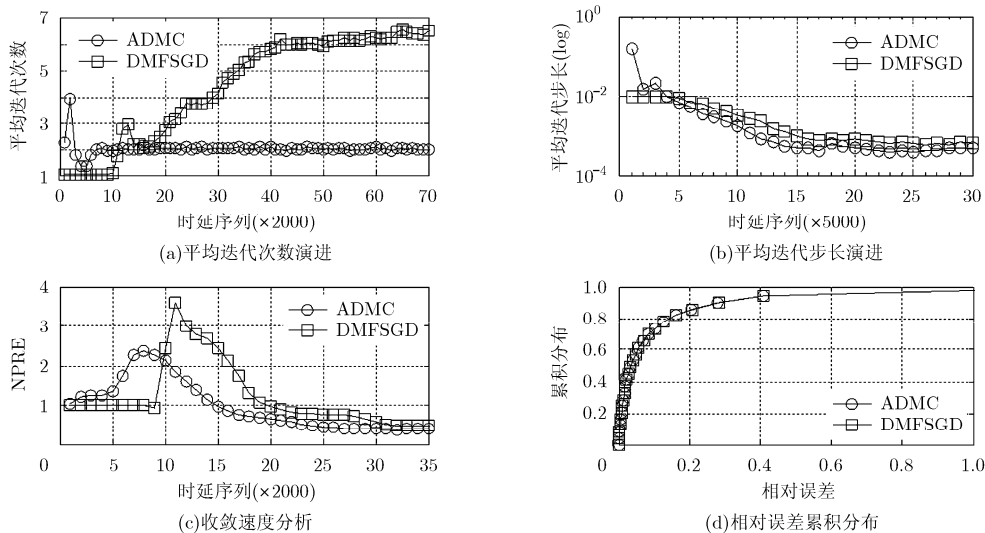 平均迭代次数
7
5
3
1
ADMC
DMFSGD
0 10 20 30 40 50 60 70
时延序列(×2000)
(a)平均迭代次数演进
平均迭代步长(log)
10^0
10^-2
10^-4
ADMC
DMFSGD
0 5 10 15 20 25 30
时延序列(×5000)
(b)平均迭代步长演进
NPRE
4
3
2
1
ADMC
DMFSGD
0 5 10 15 20 25 30 35
时延序列(×2000)
(c)收敛速度分析
累积分布
1.0
0.8
0.6
0.4
0.2
ADMC
DMFSGD
0 0.2 0.4 0.6 0.8 1.0
相对误差
(d)相对误差累积分布